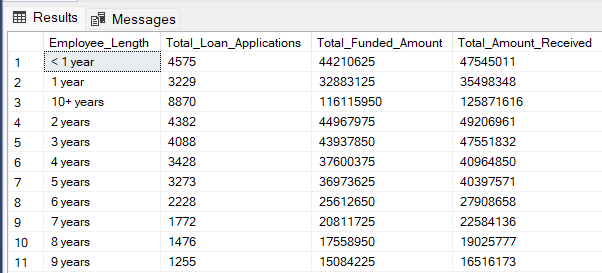 Results Messages
Employee_Length Total_Loan_Applications Total_Funded_Amount Total_Amount_Received
1 < 1 year 4575 44210625 47545011
2 1 year 3229 32883125 35498348
3 10+ years 8870 116115950 125871616
4 2 years 4382 44967975 49206961
5 3 years 4088 43937850 47551832
6 4 years 3428 37600375 40964850
7 5 years 3273 36973625 40397571
8 6 years 2228 25612650 27908658
9 7 years 1772 20811725 22584136
10 8 years 1476 17558950 19025777
11 9 years 1255 15084225 16516173